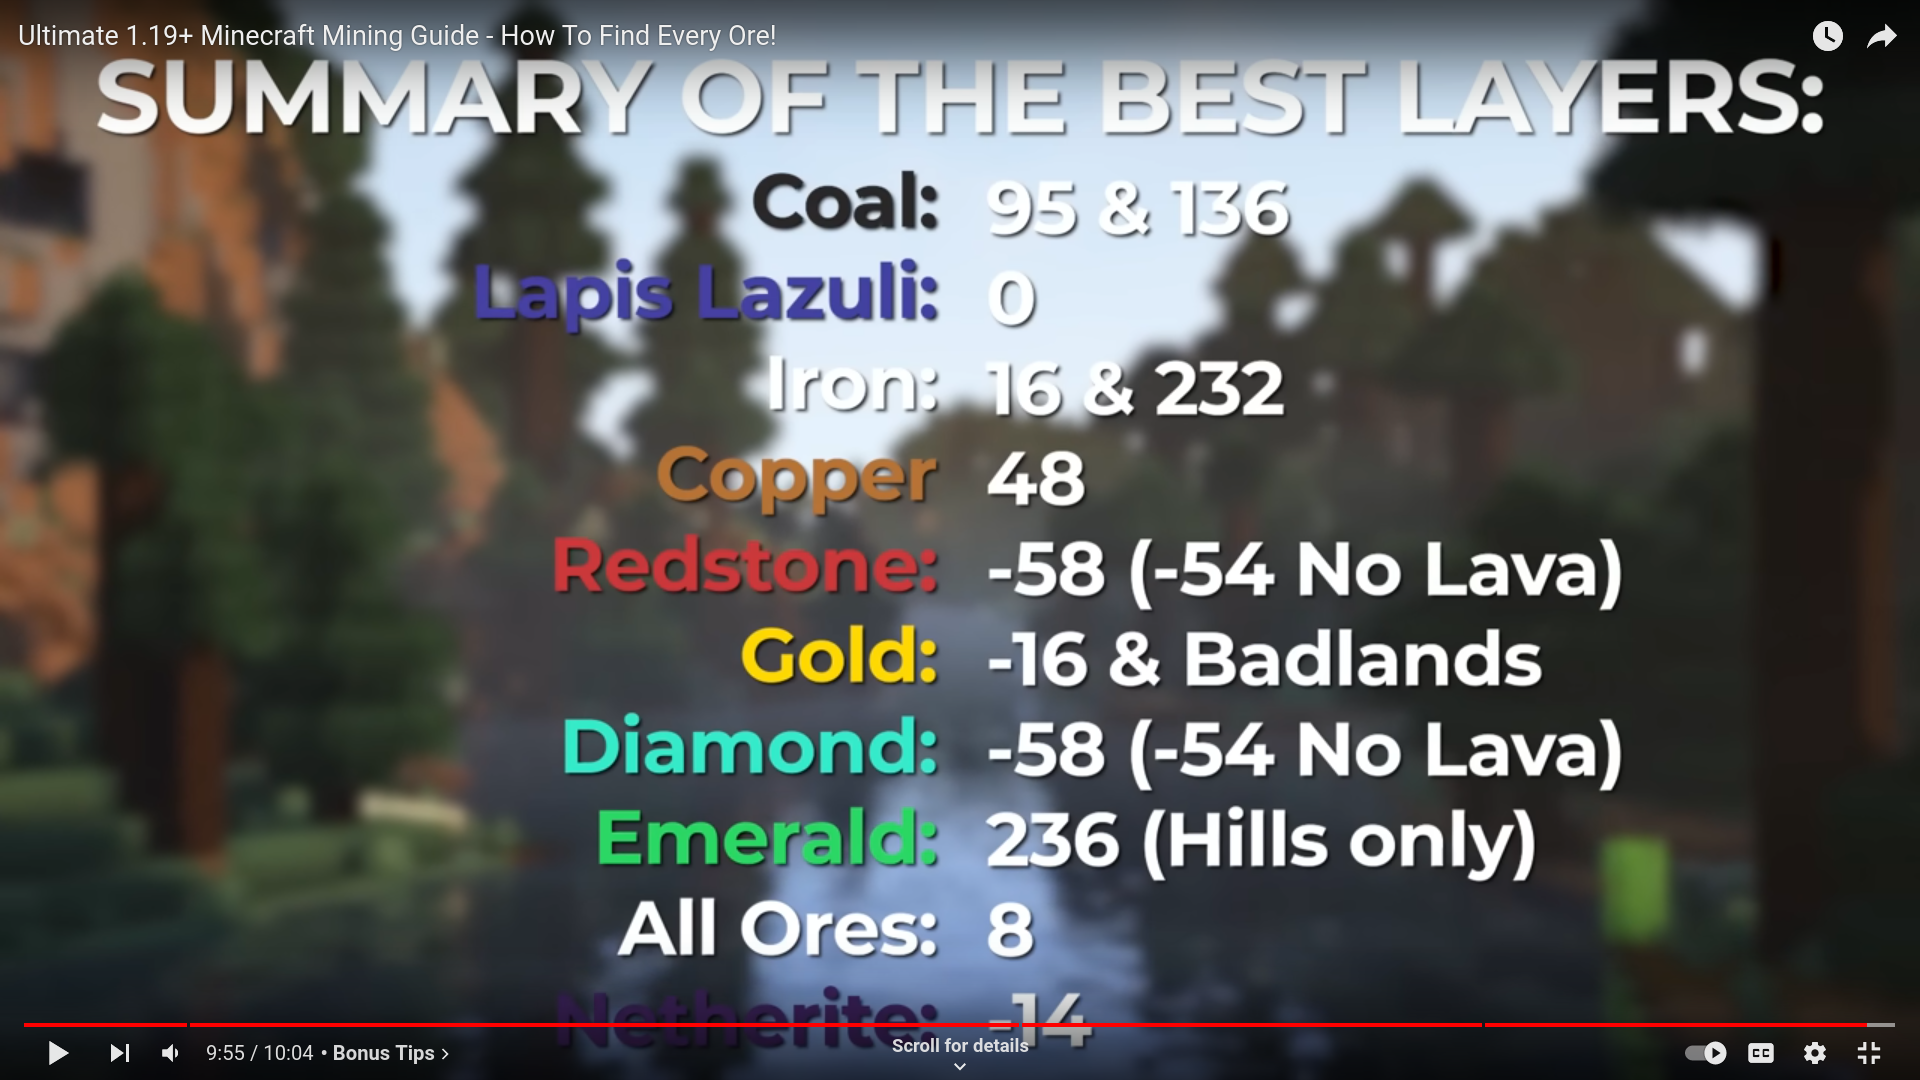 Ultimate 1.19+ Minecraft Mining Guide - How To Find Every Ore!
SUMMARY OF THE BEST LAYERS:
Coal: 95 & 136
Lapis Lazuli: 0
Iron: 16 & 232
Copper 48
Redstone: -58 (-54 No Lava)
Gold: -16 & Badlands
Diamond: -58 (-54 No Lava)
Emerald: 236 (Hills only)
All Ores: 8
Netherite: -14
9:55 / 10:04 • Bonus Tips
Scroll for details
CC